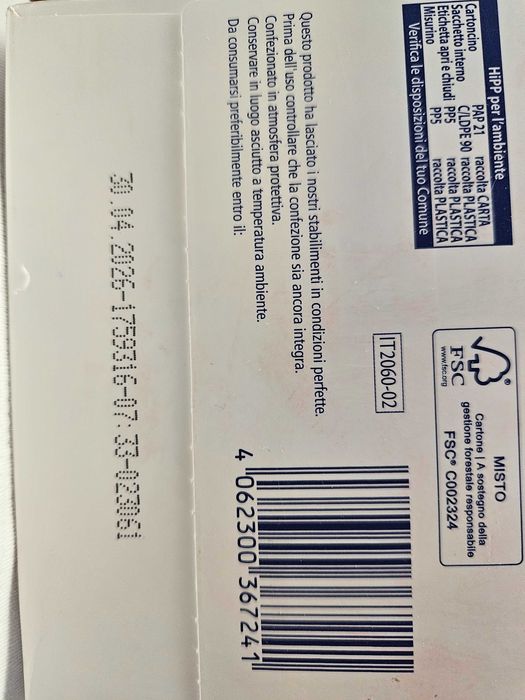 HiPP per l'ambiente
Cartoncino PAP 21 raccolta CARTA
Sacchetto interno C/LDPE 90 raccolta PLASTICA
Etichetta apri e chiudi PP5 raccolta PLASTICA
Misurino PP5 raccolta PLASTICA
Verifica le disposizioni del tuo Comune
FSC
www.fsc.org
MISTO
Cartone | A sostegno della
gestione forestale responsabile
FSC® C002324
IT2060-02
Questo prodotto ha lasciato i nostri stabilimenti in condizioni perfette.
Prima dell'uso controllare che la confezione sia ancora integra.
Confezionato in atmosfera protettiva.
Conservare in luogo asciutto a temperatura ambiente.
Da consumarsi preferibilmente entro il:
4 062300 367241
30.04.2026-1759316-07:33-023061